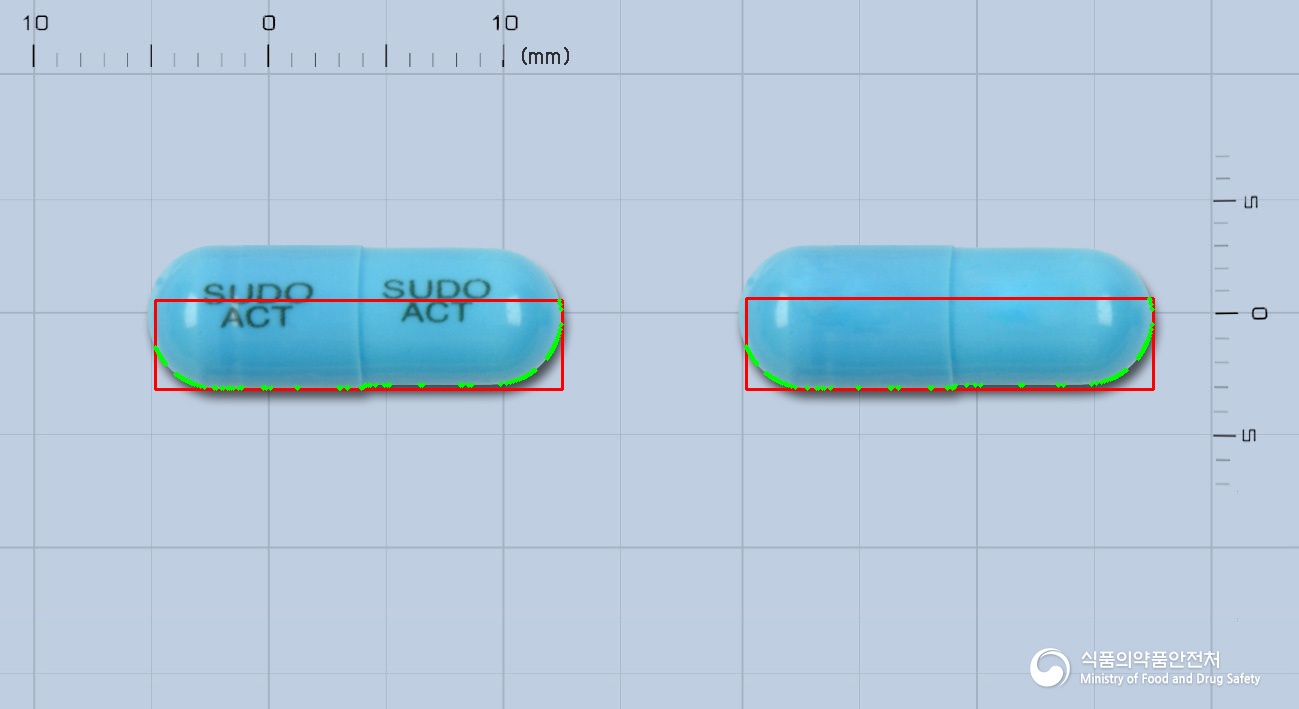 10 0 10
(mm)
SUDO
ACT
SUDO
ACT
5
0
5
식품의약품안전처
Ministry of Food and Drug Safety